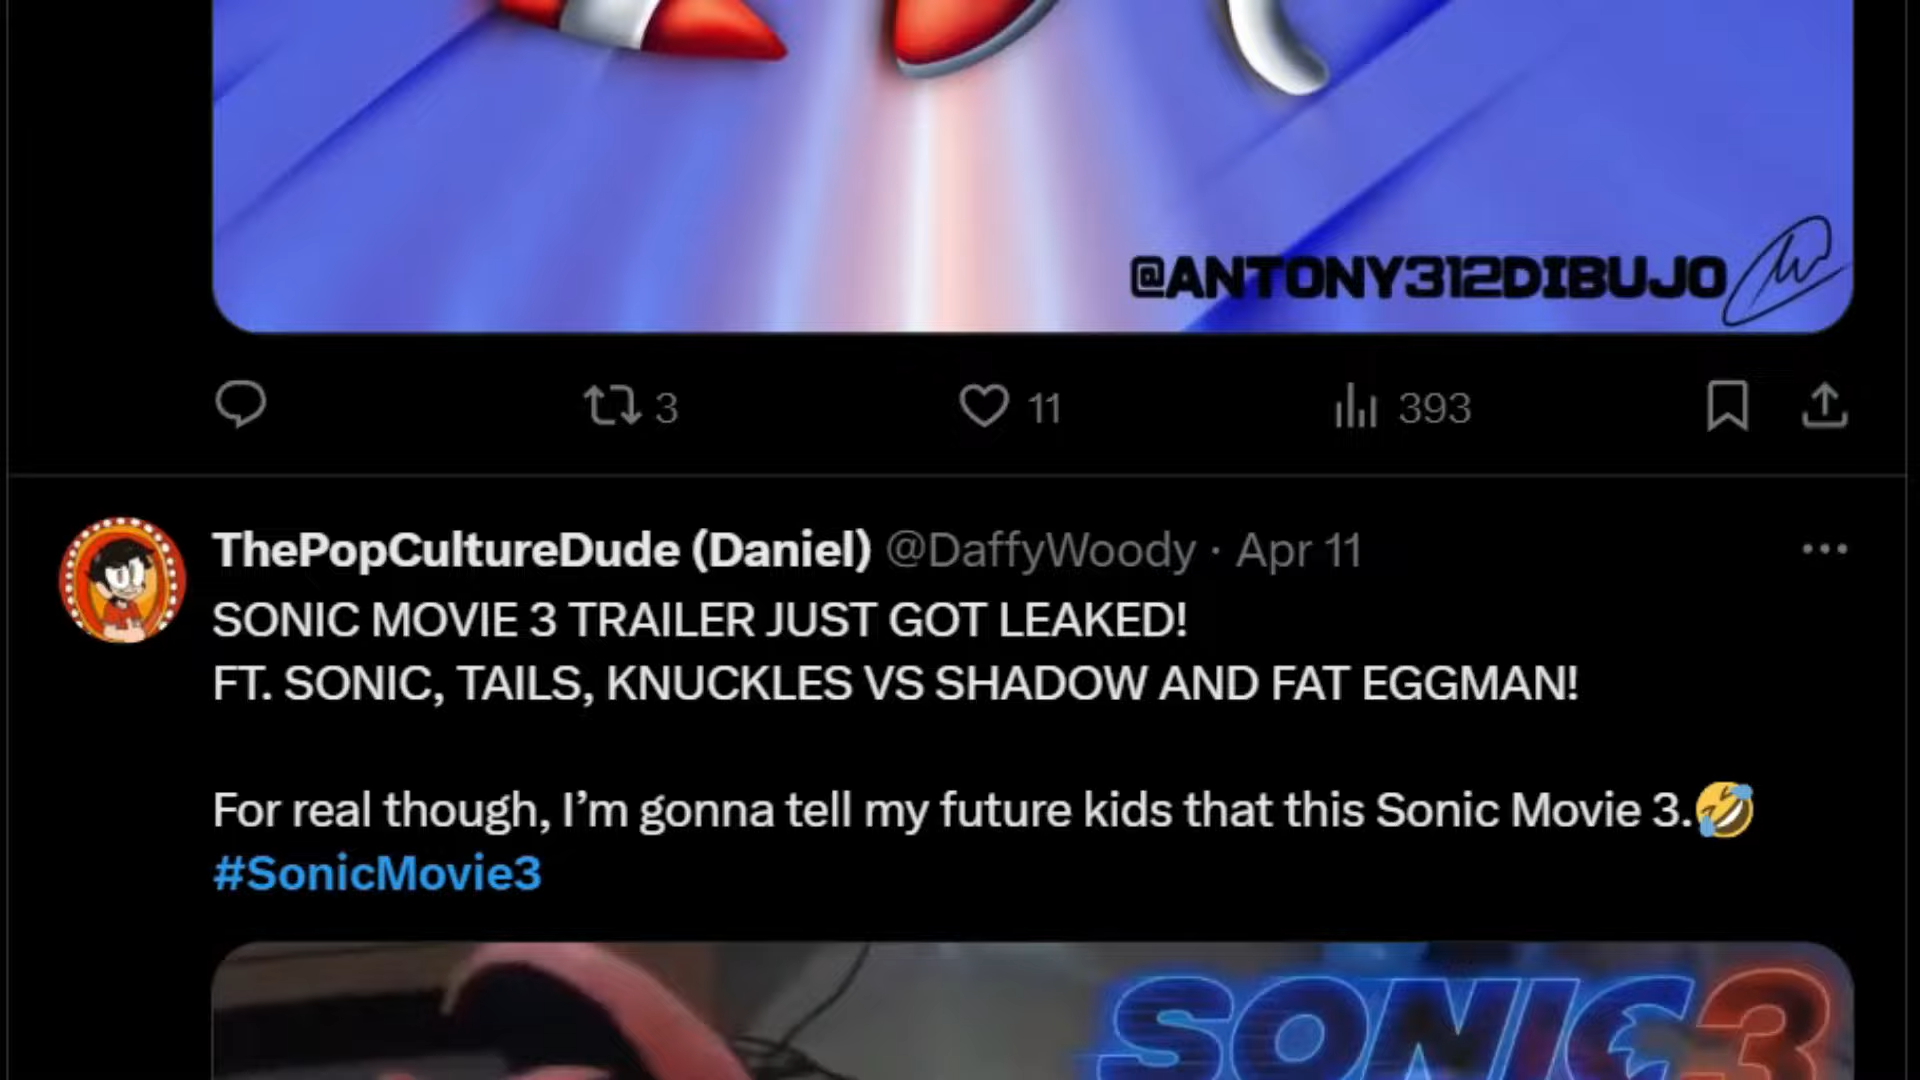 @ANTONY312DIBUJO
3 11 393
ThePopCultureDude (Daniel) @DaffyWoody · Apr 11
SONIC MOVIE 3 TRAILER JUST GOT LEAKED!
FT. SONIC, TAILS, KNUCKLES VS SHADOW AND FAT EGGMAN!
For real though, I’m gonna tell my future kids that this Sonic Movie 3.🤣
#SonicMovie3
SONIC 3